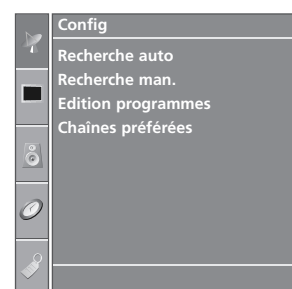 Config
Recherche auto
Recherche man.
Edition programmes
Chaînes préférées